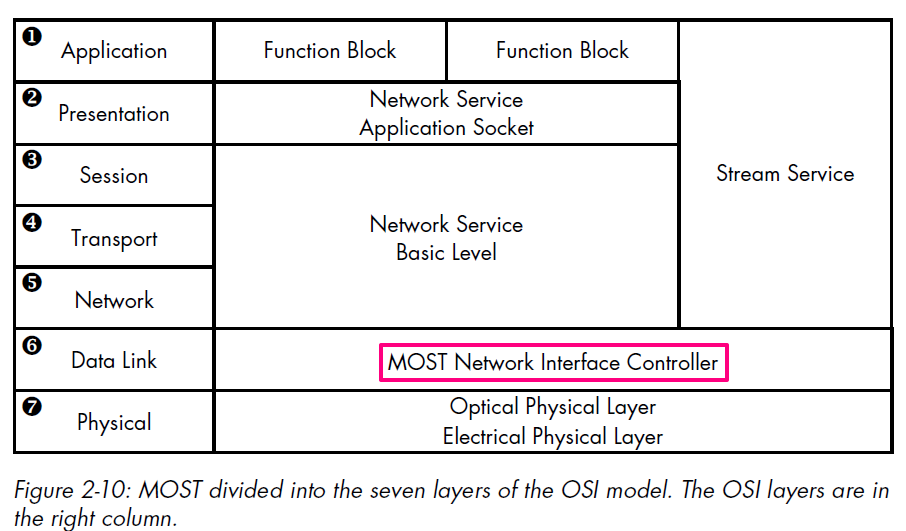 ❶ Application Function Block Function Block
❷ Presentation Network Service
Application Socket
❸ Session Stream Service
❹ Transport Network Service
Basic Level
❺ Network
❻ Data Link MOST Network Interface Controller
❼ Physical Optical Physical Layer
Electrical Physical Layer
Figure 2-10: MOST divided into the seven layers of the OSI model. The OSI layers are in
the right column.